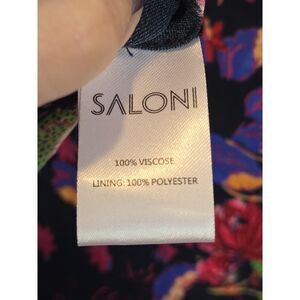 SALONI
100% VISCOSE
LINING: 100% POLYESTER